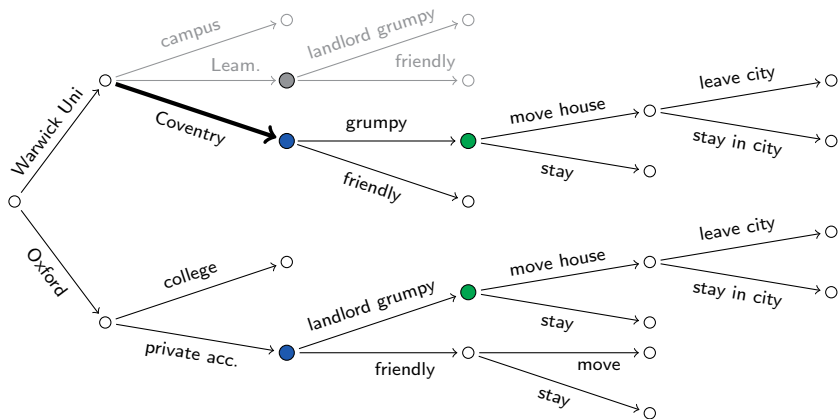 campus
landlord grumpy
Leam.
friendly
Warwick Uni
Coventry
grumpy
friendly
move house
stay
leave city
stay in city
Oxford
college
private acc.
landlord grumpy
friendly
move house
stay
leave city
stay in city
move
stay